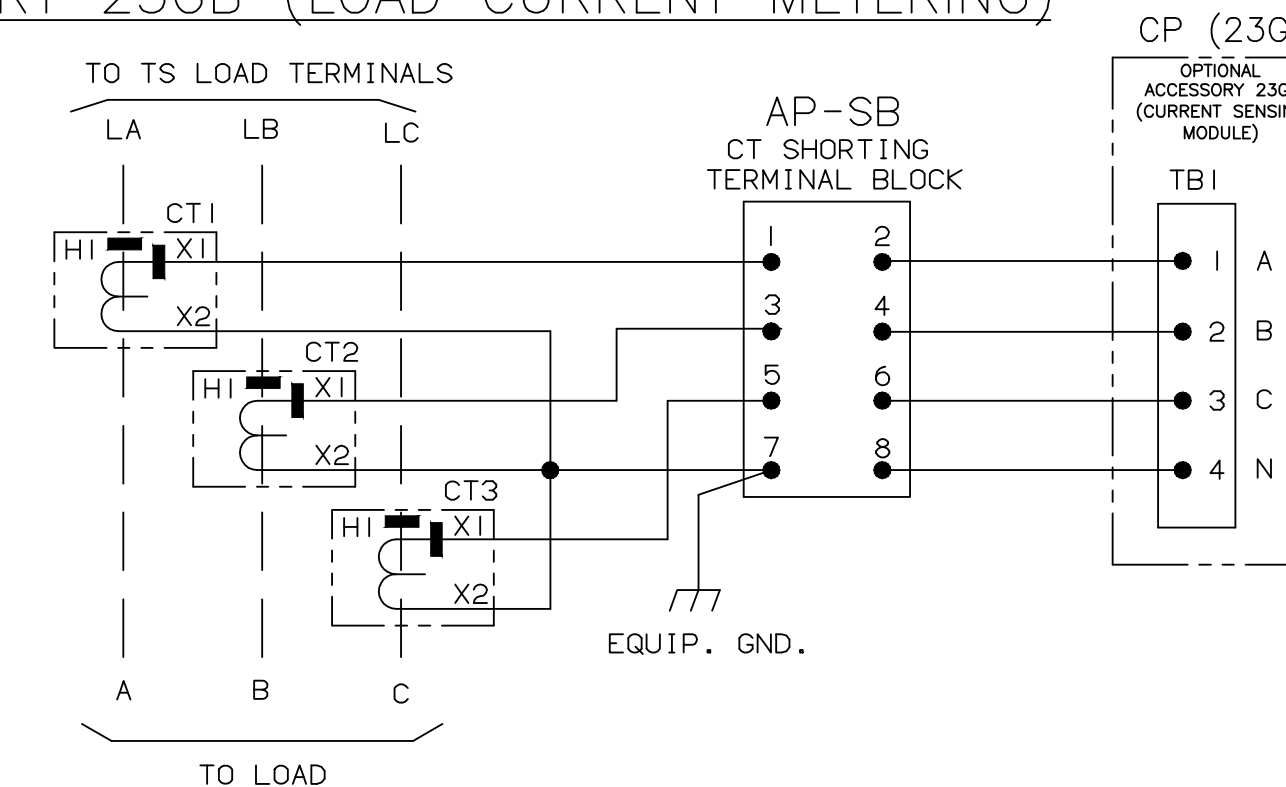 25GB (LOAD CURRENT METERING)
CP (23G
TO TS LOAD TERMINALS
OPTIONAL
ACCESSORY 23G
(CURRENT SENSIN
MODULE)
AP-SB
CT SHORTING
TERMINAL BLOCK
LA LB LC
TB1
CT1
H1 X1
X2
1 2
3 4
5 6
7 8
1 A
2 B
3 C
4 N
CT2
H1 X1
X2
CT3
H1 X1
X2
EQUIP. GND.
A B C
TO LOAD